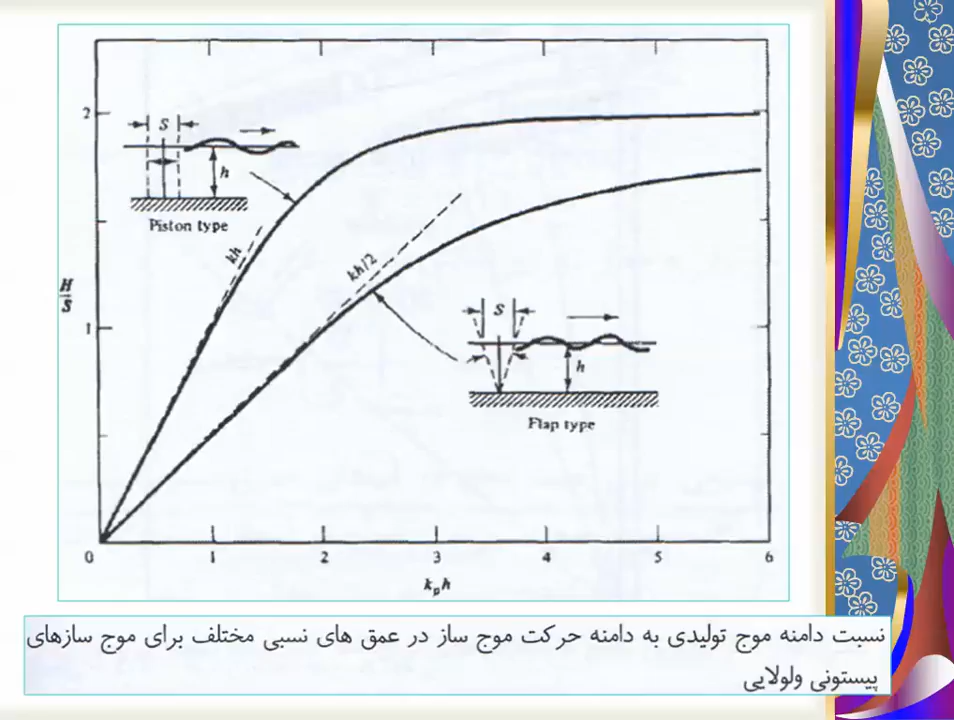 2
S
h
Piston type
kh
kh/2
H
S
1
S
h
Flap type
0 1 2 3 4 5 6
kph
نسبت دامنه موج تولیدی به دامنه حرکت موج ساز در عمق های نسبی مختلف برای موج سازهای
پیستونی ولولایی